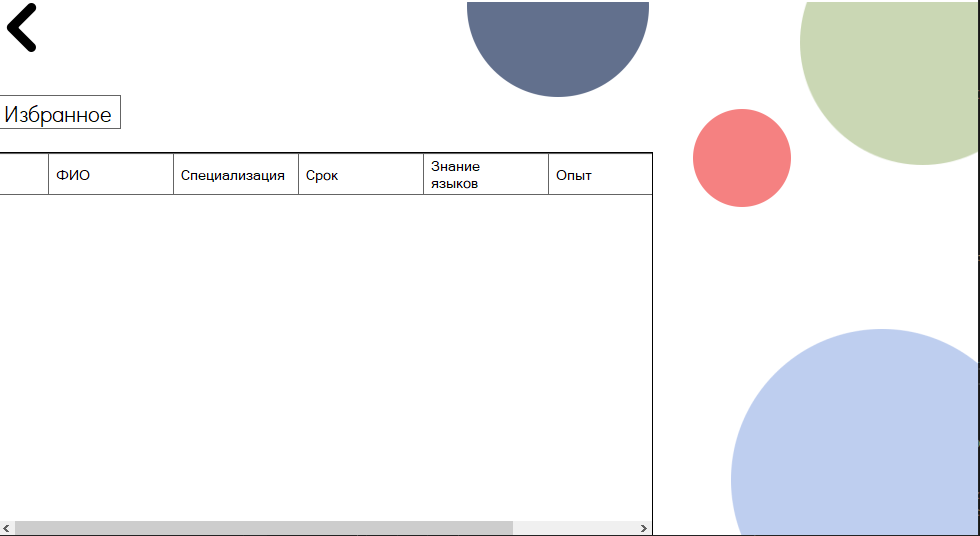 Избранное
ФИО
Специализация
Срок
Знание
языков
Опыт